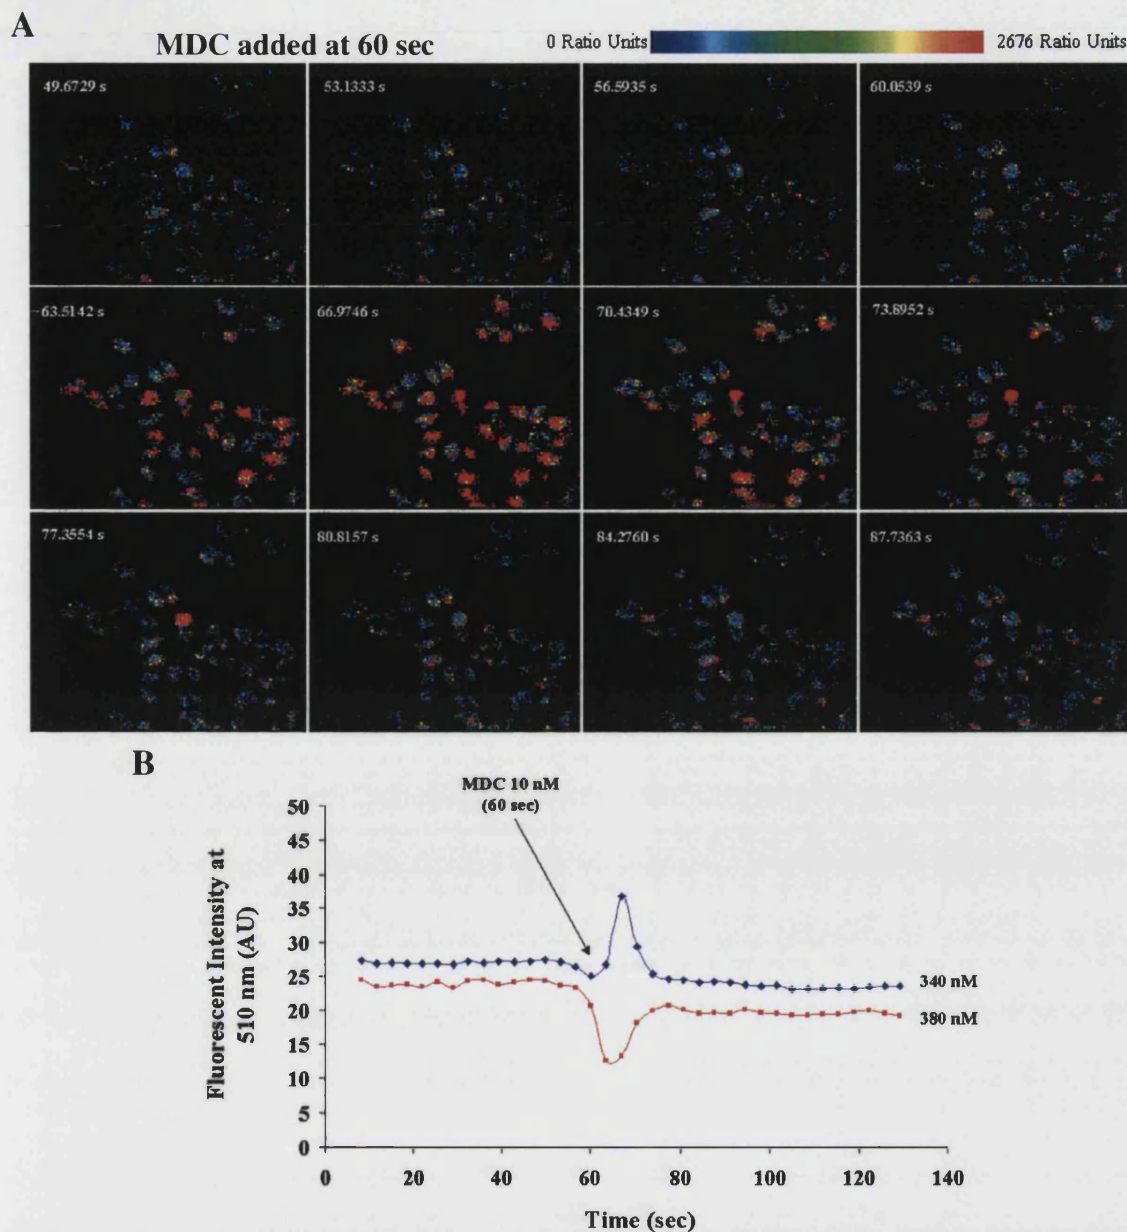 A
MDC added at 60 sec
0 Ratio Units
2676 Ratio Units
49.6729 s
53.1333 s
56.5935 s
60.0539 s
63.5142 s
66.9746 s
70.4349 s
73.8952 s
77.3554 s
80.8157 s
84.2760 s
87.7363 s
B
MDC 10 nM
(60 sec)
Fluorescent Intensity at
510 nm (AU)
50
45
40
35
30
25
20
15
10
5
0
340 nM
380 nM
0 20 40 60 80 100 120 140
Time (sec)